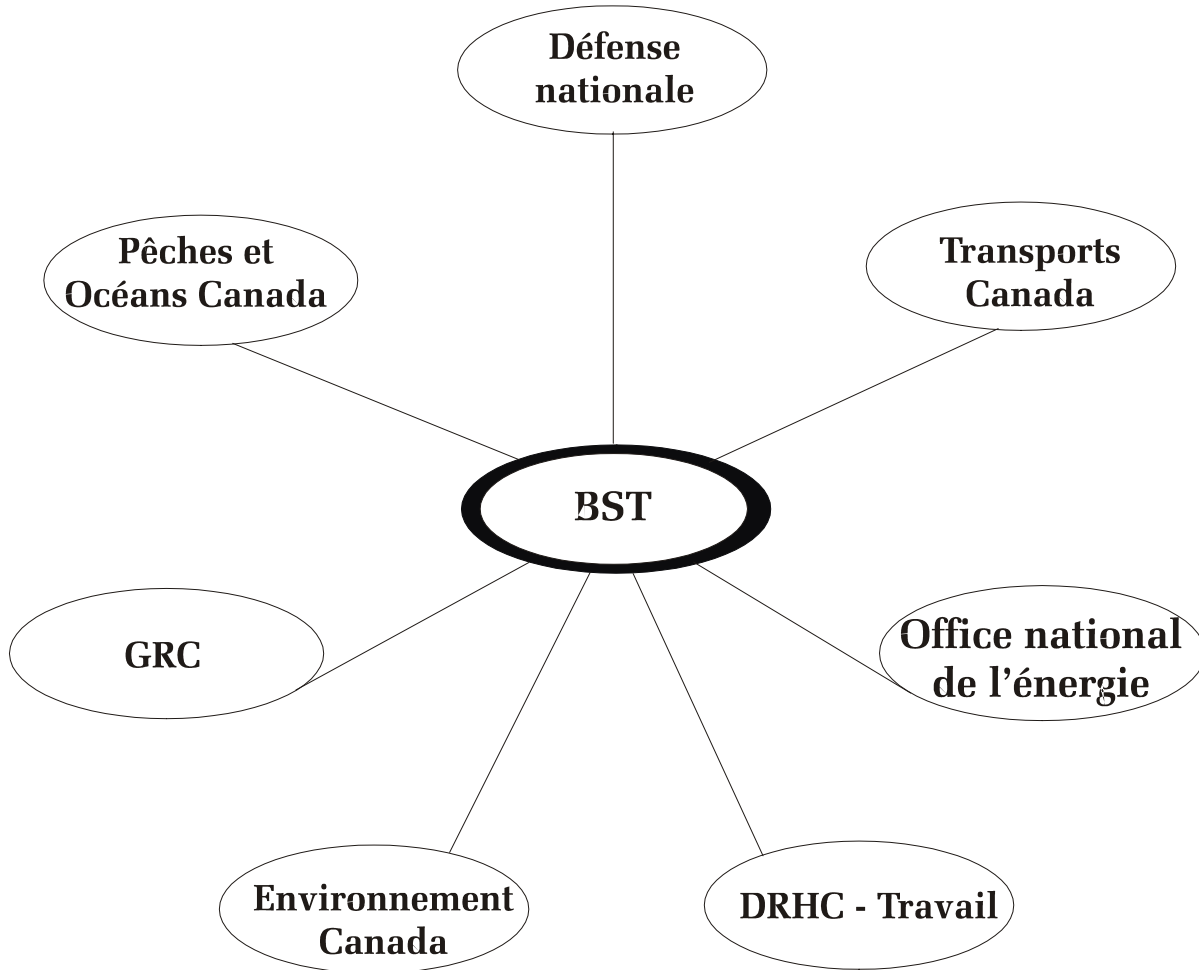 Défense
nationale
Pêches et
Océans Canada
Transports
Canada
BST
GRC
Office national
de l'énergie
Environnement
Canada
DRHC - Travail